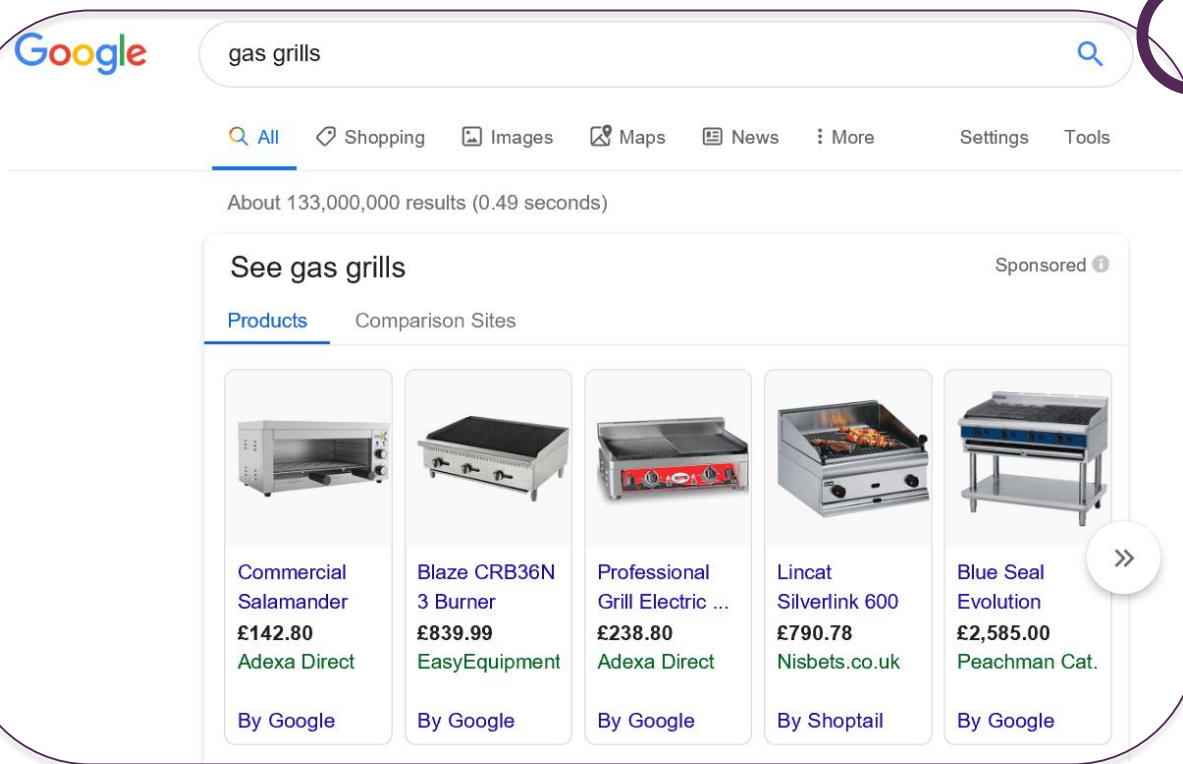 Google
gas grills
All Shopping Images Maps News More Settings Tools
About 133,000,000 results (0.49 seconds)
See gas grills
Sponsored
Products Comparison Sites
Commercial
Salamander
£142.80
Adexa Direct
By Google
Blaze CRB36N
3 Burner
£839.99
EasyEquipment
By Google
Professional
Grill Electric ...
£238.80
Adexa Direct
By Google
Lincat
Silverlink 600
£790.78
Nisbets.co.uk
By Shoptail
Blue Seal
Evolution
£2,585.00
Peachman Cat.
By Google